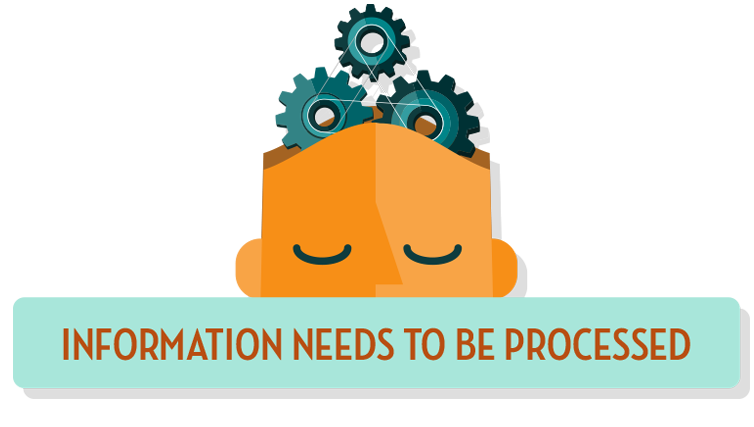 INFORMATION NEEDS TO BE PROCESSED